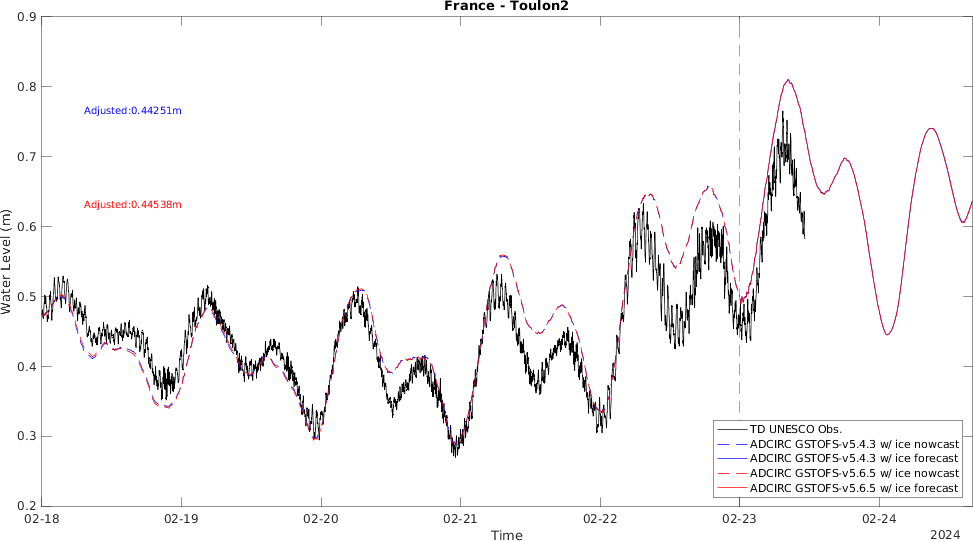 France - Toulon2
0.9
0.8
0.7
0.6
0.5
0.4
0.3
0.2
Water Level (m)
Adjusted:0.44251m
Adjusted:0.44538m
TD UNESCO Obs.
ADCIRC GSTOFS-v5.4.3 w/ ice nowcast
ADCIRC GSTOFS-v5.4.3 w/ ice forecast
ADCIRC GSTOFS-v5.6.5 w/ ice nowcast
ADCIRC GSTOFS-v5.6.5 w/ ice forecast
02-18 02-19 02-20 02-21 02-22 02-23 02-24
Time
2024